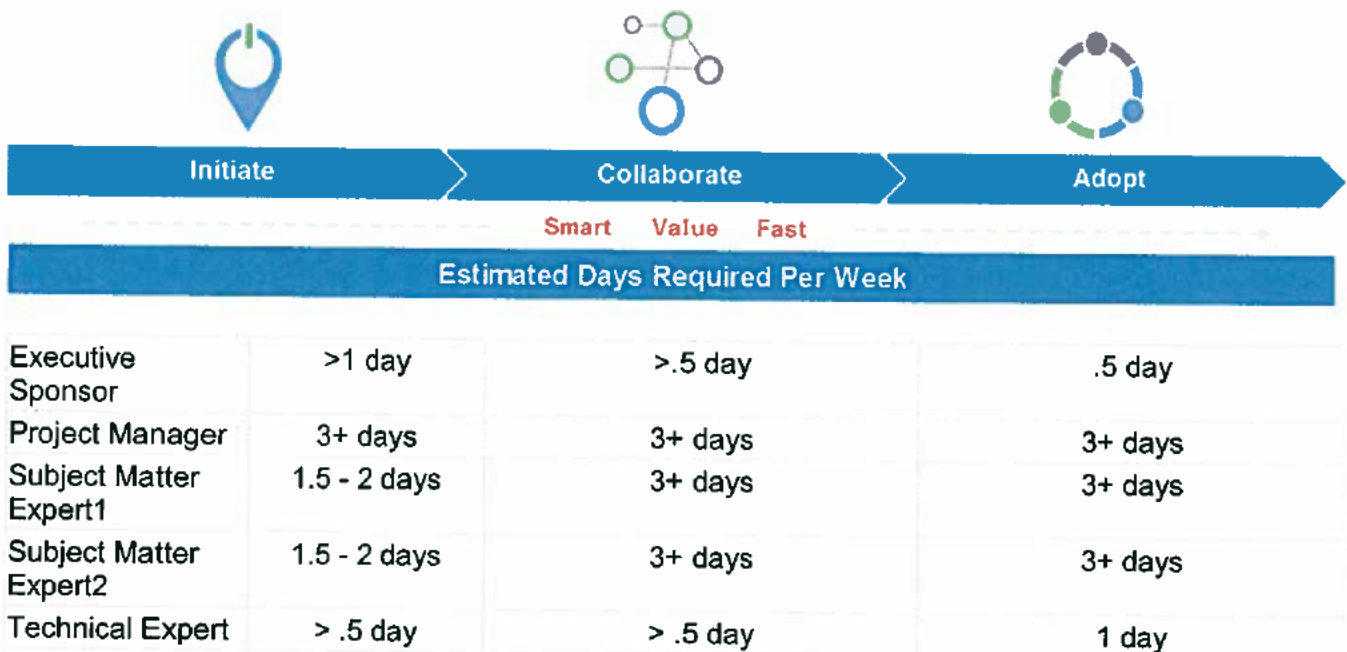 Initiate Collaborate Adopt
Smart Value Fast
Estimated Days Required Per Week
Executive Sponsor >1 day >.5 day .5 day
Project Manager 3+ days 3+ days 3+ days
Subject Matter Expert1 1.5 - 2 days 3+ days 3+ days
Subject Matter Expert2 1.5 - 2 days 3+ days 3+ days
Technical Expert > .5 day > .5 day 1 day